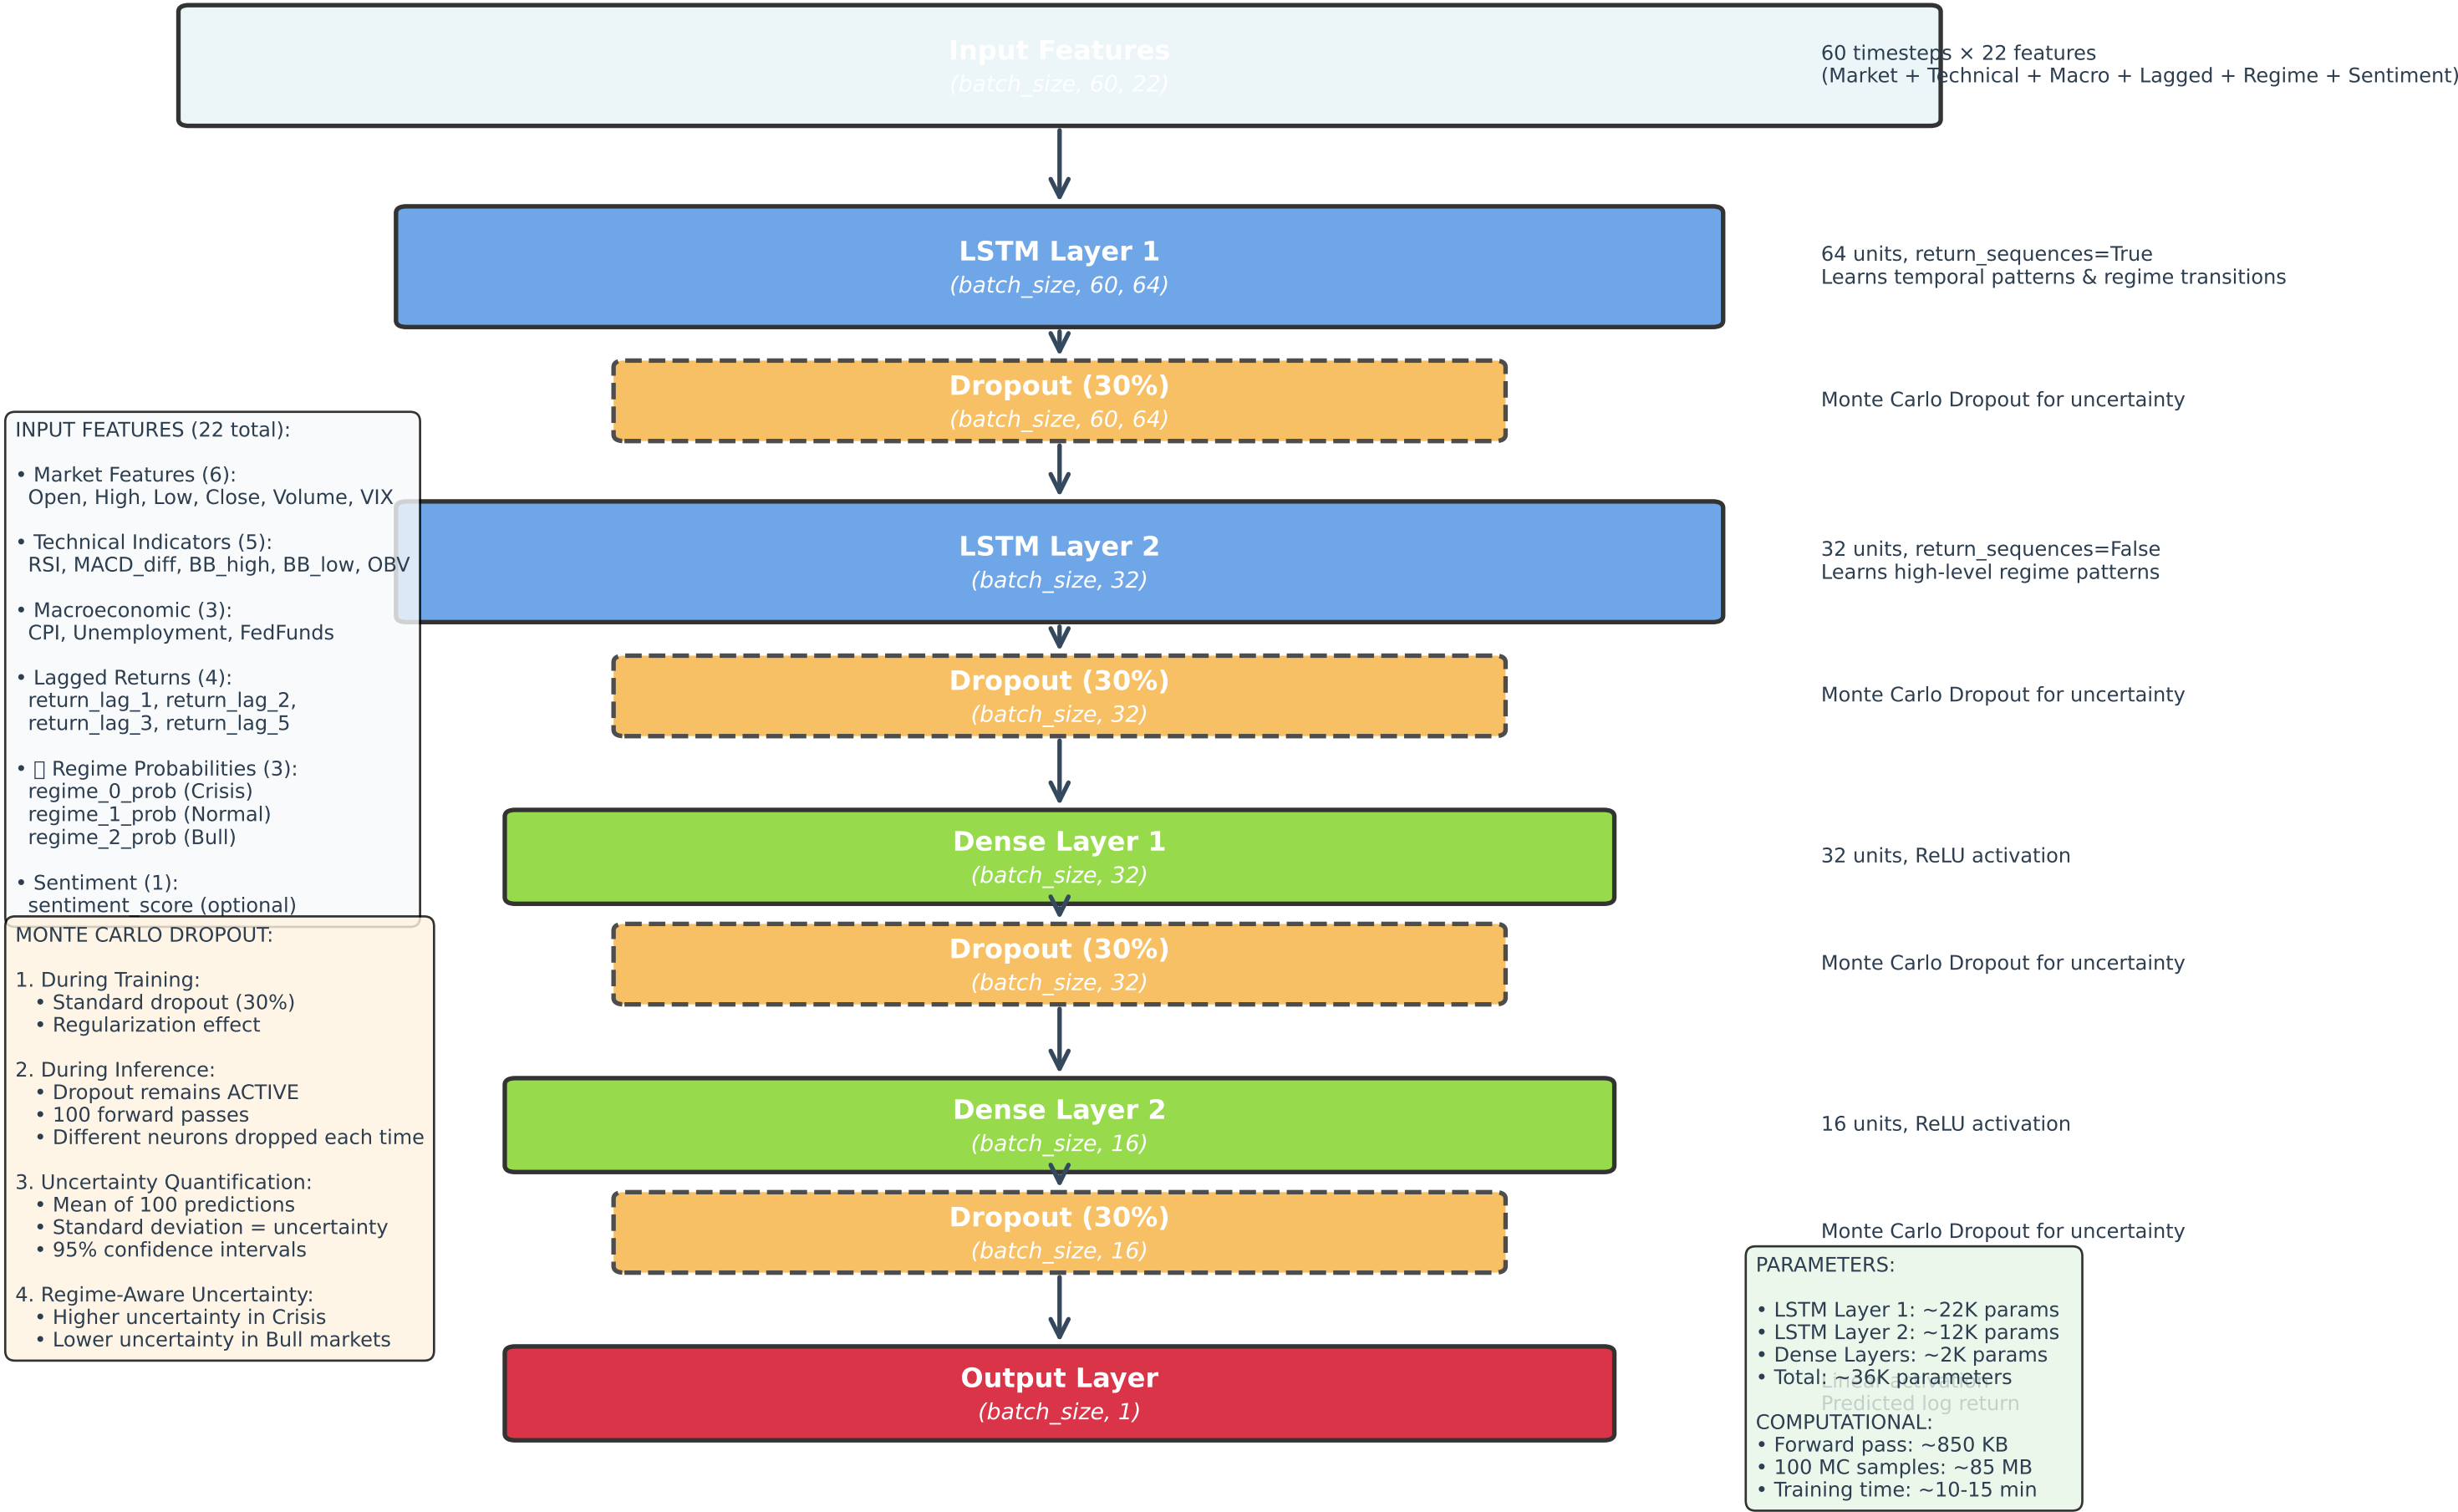 Input Features
(batch_size, 60, 22)
60 timesteps × 22 features
(Market + Technical + Macro + Lagged + Regime + Sentiment)
LSTM Layer 1
(batch_size, 60, 64)
64 units, return_sequences=True
Learns temporal patterns & regime transitions
Dropout (30%)
(batch_size, 60, 64)
Monte Carlo Dropout for uncertainty
LSTM Layer 2
(batch_size, 32)
32 units, return_sequences=False
Learns high-level regime patterns
Dropout (30%)
(batch_size, 32)
Monte Carlo Dropout for uncertainty
Dense Layer 1
(batch_size, 32)
32 units, ReLU activation
Dropout (30%)
(batch_size, 32)
Monte Carlo Dropout for uncertainty
Dense Layer 2
(batch_size, 16)
16 units, ReLU activation
Dropout (30%)
(batch_size, 16)
Monte Carlo Dropout for uncertainty
Output Layer
(batch_size, 1)
Linear activation
Predicted log return
INPUT FEATURES (22 total):
• Market Features (6):
Open, High, Low, Close, Volume, VIX
• Technical Indicators (5):
RSI, MACD_diff, BB_high, BB_low, OBV
• Macroeconomic (3):
CPI, Unemployment, FedFunds
• Lagged Returns (4):
return_lag_1, return_lag_2,
return_lag_3, return_lag_5
• Regime Probabilities (3):
regime_0_prob (Crisis)
regime_1_prob (Normal)
regime_2_prob (Bull)
• Sentiment (1):
sentiment_score (optional)
MONTE CARLO DROPOUT:
1. During Training:
• Standard dropout (30%)
• Regularization effect
2. During Inference:
• Dropout remains ACTIVE
• 100 forward passes
• Different neurons dropped each time
3. Uncertainty Quantification:
• Mean of 100 predictions
• Standard deviation = uncertainty
• 95% confidence intervals
4. Regime-Aware Uncertainty:
• Higher uncertainty in Crisis
• Lower uncertainty in Bull markets
PARAMETERS:
• LSTM Layer 1: ~22K params
• LSTM Layer 2: ~12K params
• Dense Layers: ~2K params
• Total: ~36K parameters
COMPUTATIONAL:
• Forward pass: ~850 KB
• 100 MC samples: ~85 MB
• Training time: ~10-15 min